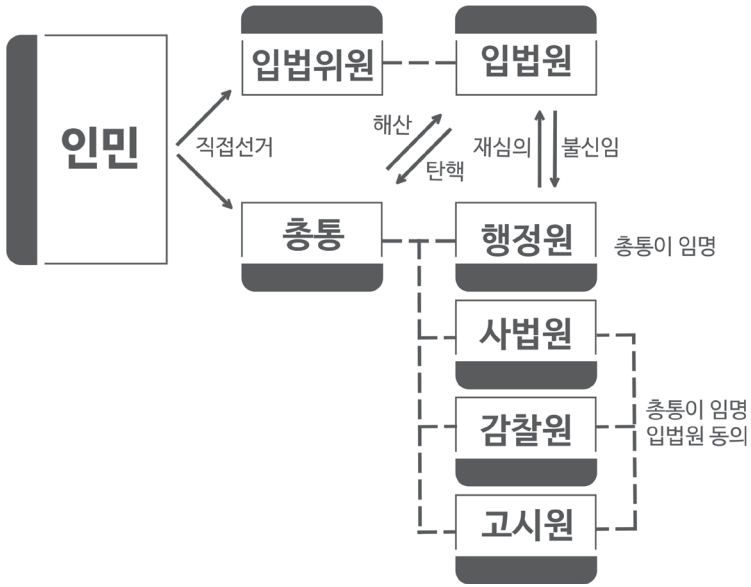 입법위원
입법원
인민
직접선거
해산
탄핵
재심의
불신임
총통
행정원
총통이 임명
사법원
감찰원
총통이 임명
입법원 동의
고시원